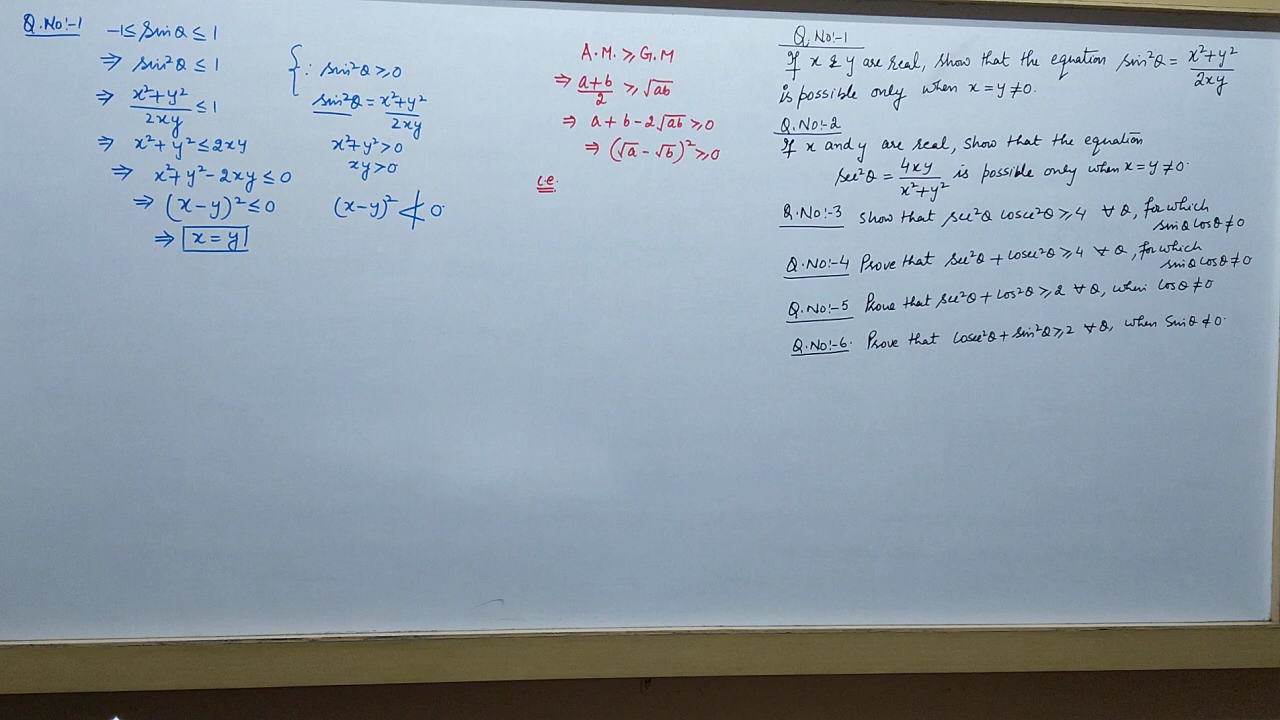 Q.No:-1 -1 ≤ Sinθ ≤ 1
⇒ sin²θ ≤ 1
⇒ x²+y²/2xy ≤ 1
⇒ x²+y² ≤ 2xy
⇒ x²+y²-2xy ≤ 0
⇒ (x-y)² ≤ 0
⇒ x = y
{∵ sin²θ ≥ 0
sin²θ = x²+y²/2xy
x²+y² > 0
xy > 0
(x-y)² ≮ 0
A.M. ≥ G.M
⇒ a+b/2 ≥ √ab
⇒ a+b-2√ab ≥ 0
⇒ (√a-√b)² ≥ 0
i.e.
Q.No:-1
If x & y are real, show that the equation sin²θ = x²+y²/2xy
is possible only when x=y≠0.
Q.No:-2
If x and y are real, show that the equation
sec²θ = 4xy/x²+y² is possible only when x=y≠0.
Q.No:-3 Show that sec²θ cosec²θ ≥ 4 ∀ θ, for which
sinθ cosθ ≠ 0
Q.No:-4 Prove that sec²θ + cosec²θ ≥ 4 ∀ θ, for which
sinθ cosθ ≠ 0
Q.No:-5 Prove that sec²θ + cos²θ ≥ 2 ∀ θ, when cosθ ≠ 0
Q.No:-6. Prove that cosec²θ + sin²θ ≥ 2 ∀ θ, when Sinθ ≠ 0.